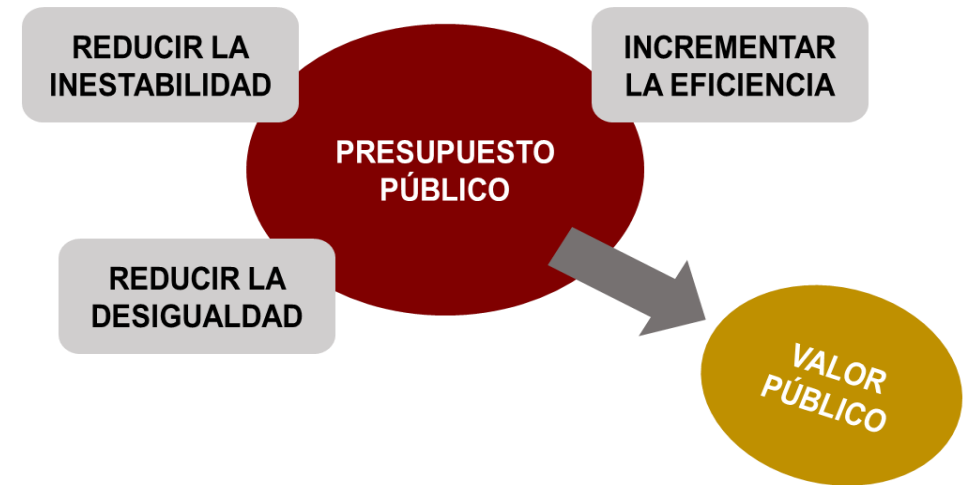 REDUCIR LA
INESTABILIDAD
INCREMENTAR
LA EFICIENCIA
PRESUPUESTO
PÚBLICO
REDUCIR LA
DESIGUALDAD
VALOR
PÚBLICO